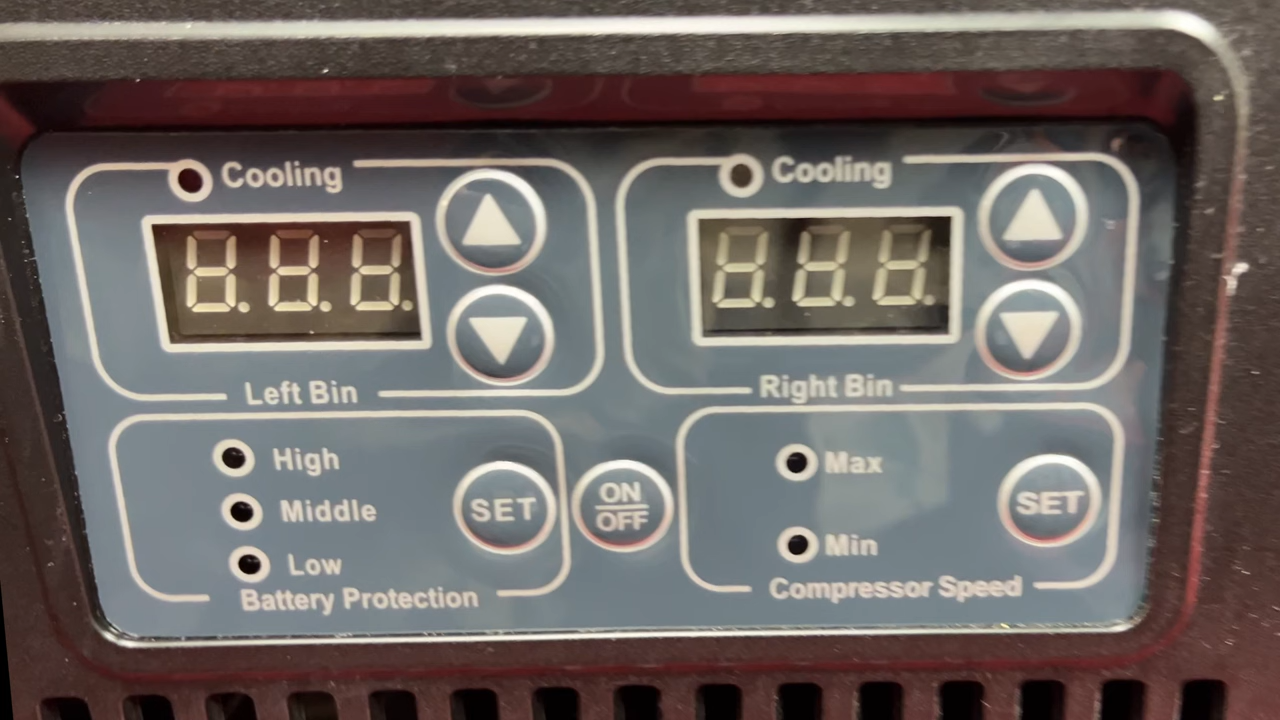 Cooling
Cooling
Left Bin
Right Bin
High
Middle
Low
SET
ON
OFF
Max
Min
SET
Battery Protection
Compressor Speed